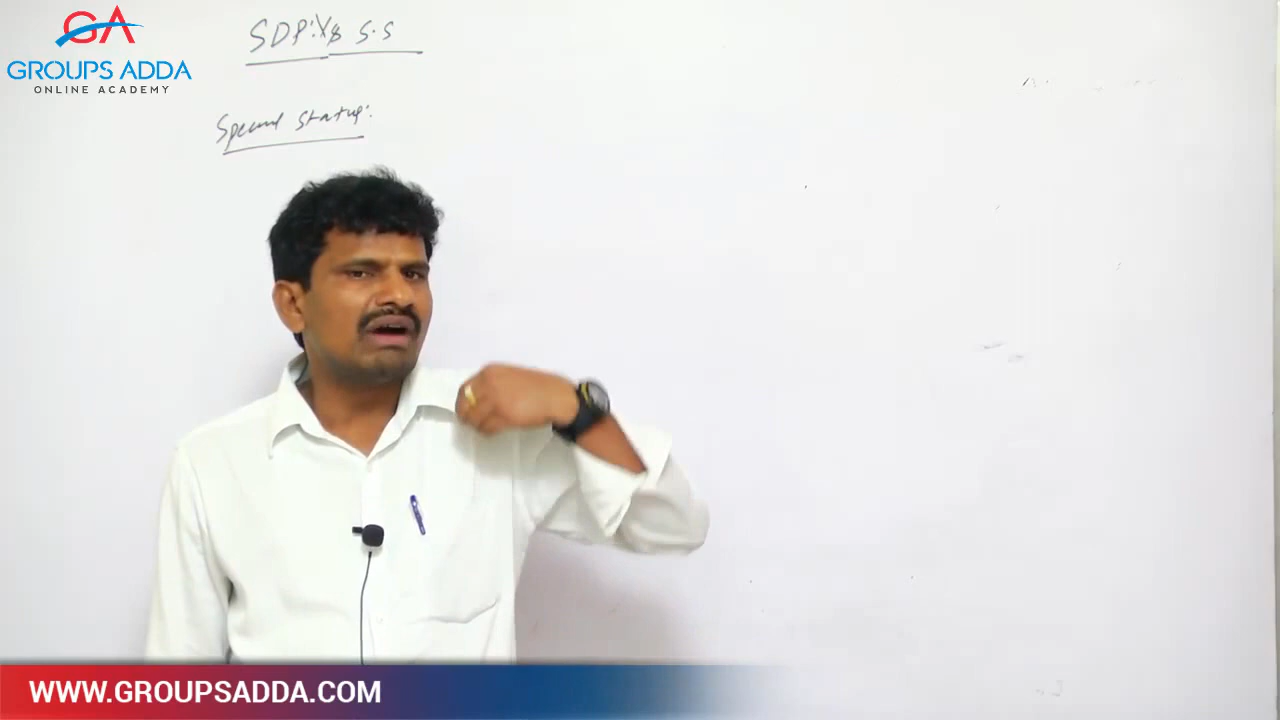 GA
GROUPS ADDA
ONLINE ACADEMY
SDP: Vs S.S
Special Status:
WWW.GROUPSADDA.COM